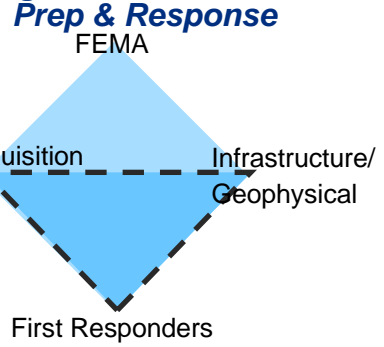 Prep & Response
FEMA
uisition
Infrastructure/
Geophysical
First Responders